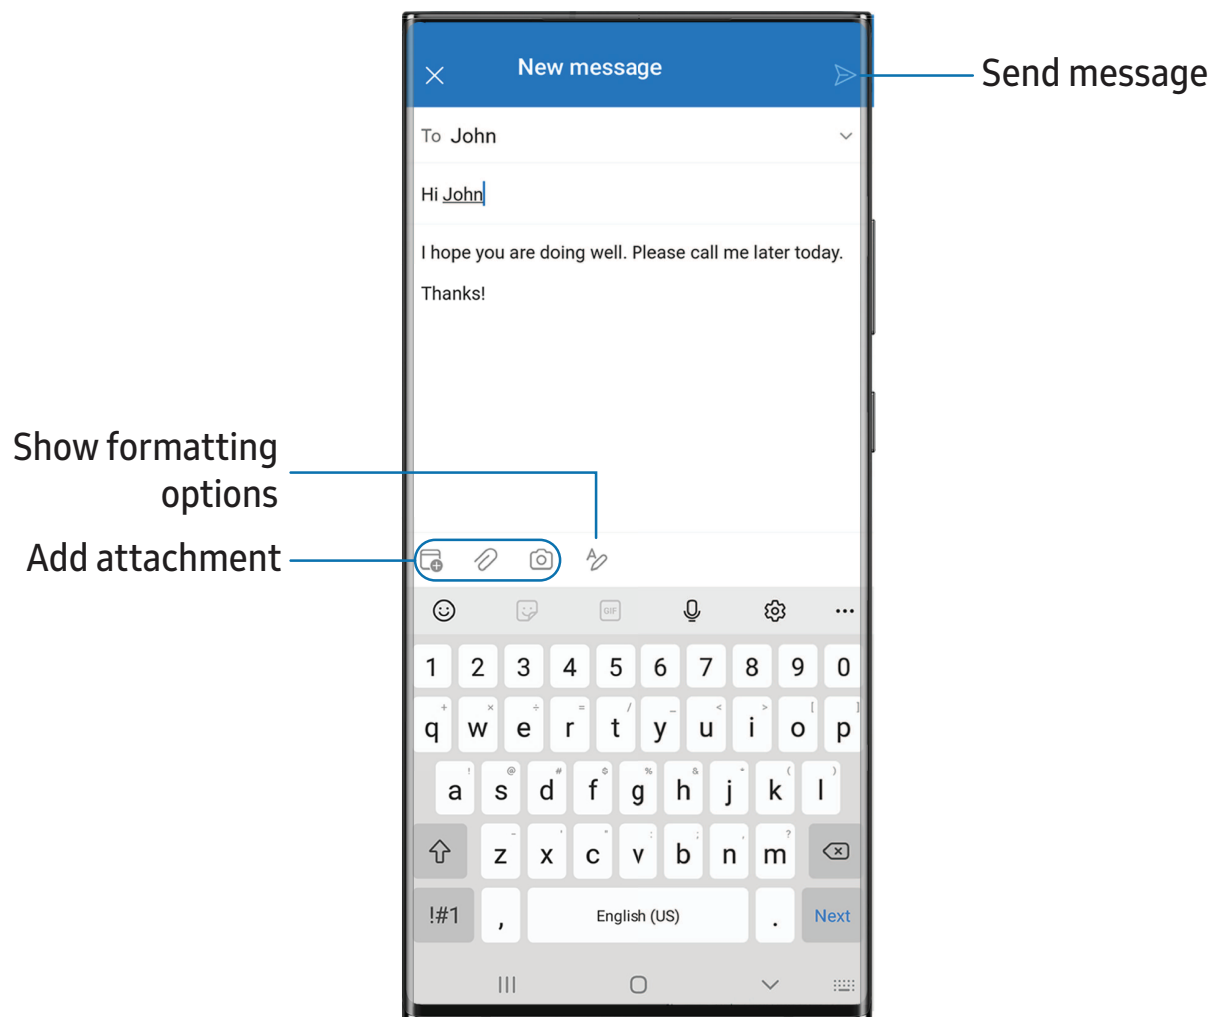 New message
Send message
To John
Hi John
I hope you are doing well. Please call me later today.
Thanks!
Show formatting
options
Add attachment
GIF
1 2 3 4 5 6 7 8 9 0
+ × ÷ = / _ < > [ ]
q w e r t y u i o p
! @ # $ % & * ( )
a s d f g h j k l
- ' " : ; , ?
z x c v b n m
!#1 , English (US) . Next